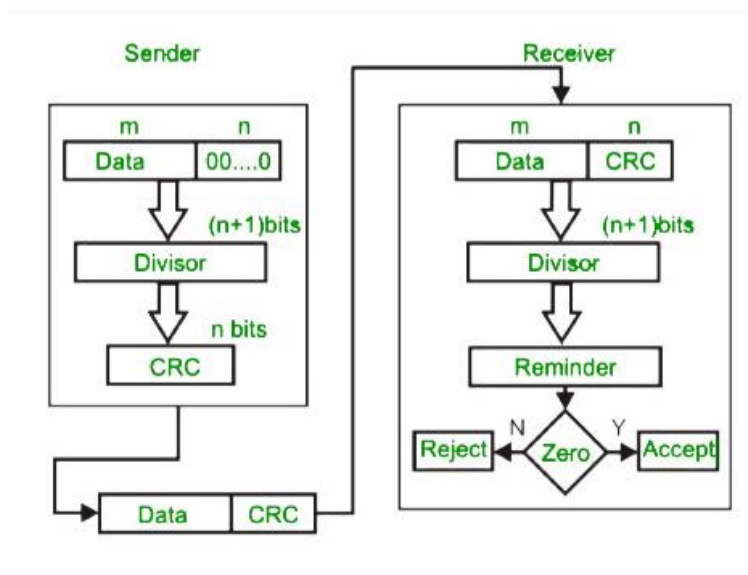 Sender
m n
Data 00....0
(n+1)bits
Divisor
n bits
CRC
Data CRC
Receiver
m n
Data CRC
(n+1)bits
Divisor
Reminder
N Y
Reject Zero Accept